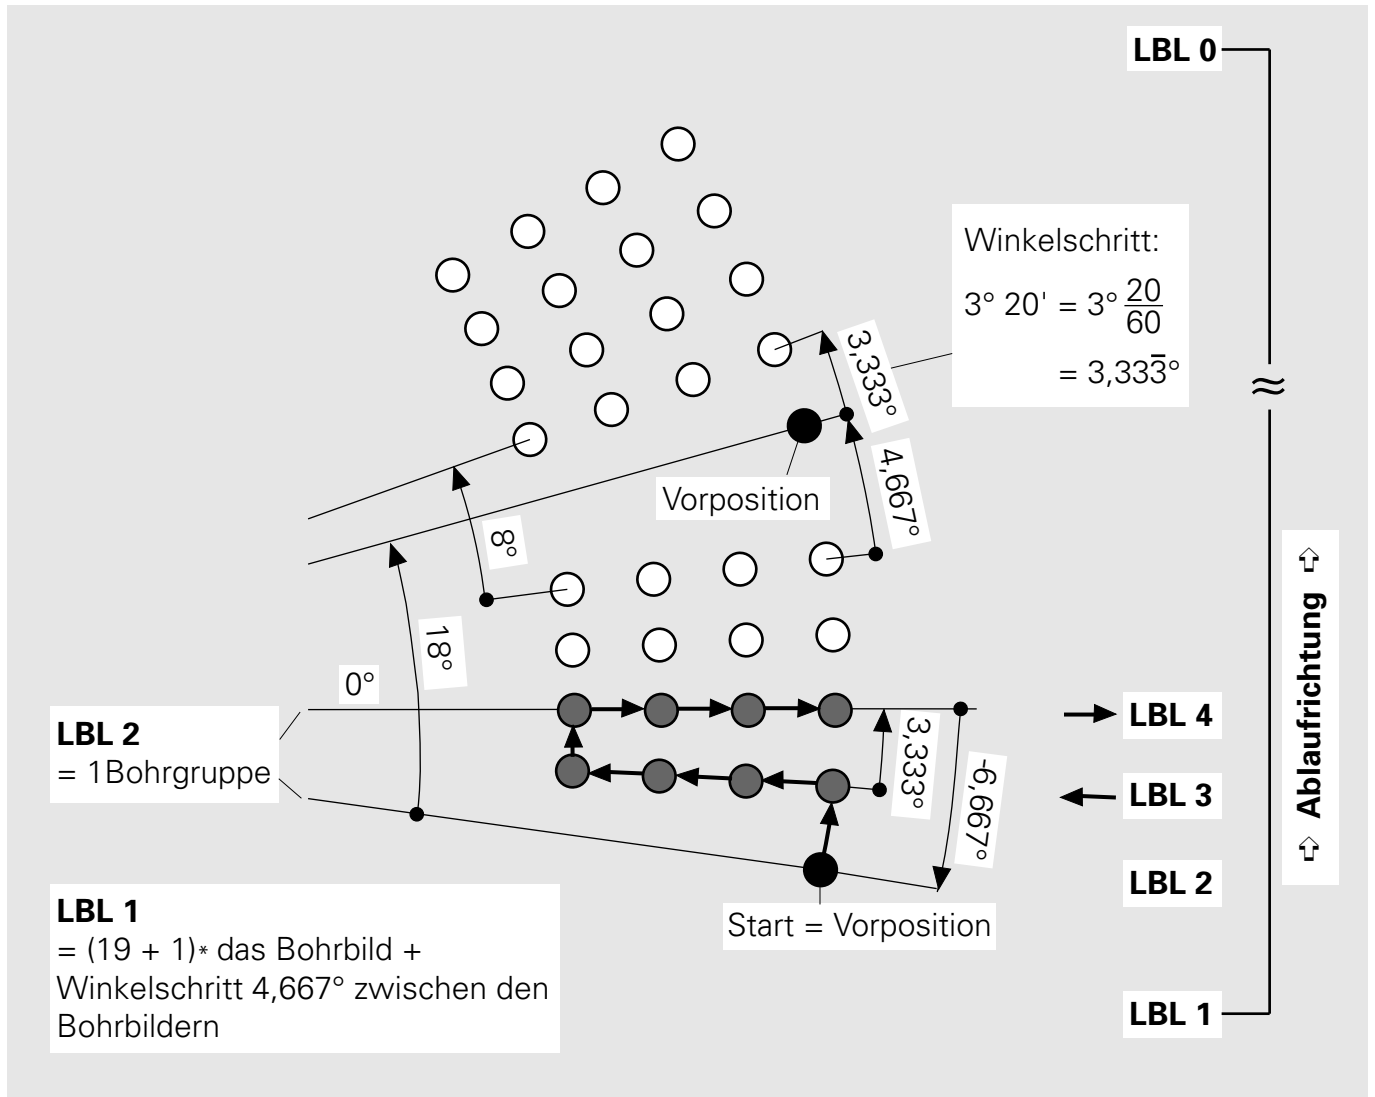 LBL 0
Winkelschritt:
3° 20' = 3° 20/60
= 3,333̅°
3,333°
4,667°
Vorposition
8°
18°
0°
LBL 2
= 1Bohrgruppe
3,333°
-6,667°
LBL 4
LBL 3
LBL 2
LBL 1
⇨ Ablaufrichtung ⇨
Start = Vorposition
LBL 1
= (19 + 1)* das Bohrbild +
Winkelschritt 4,667° zwischen den
Bohrbildern